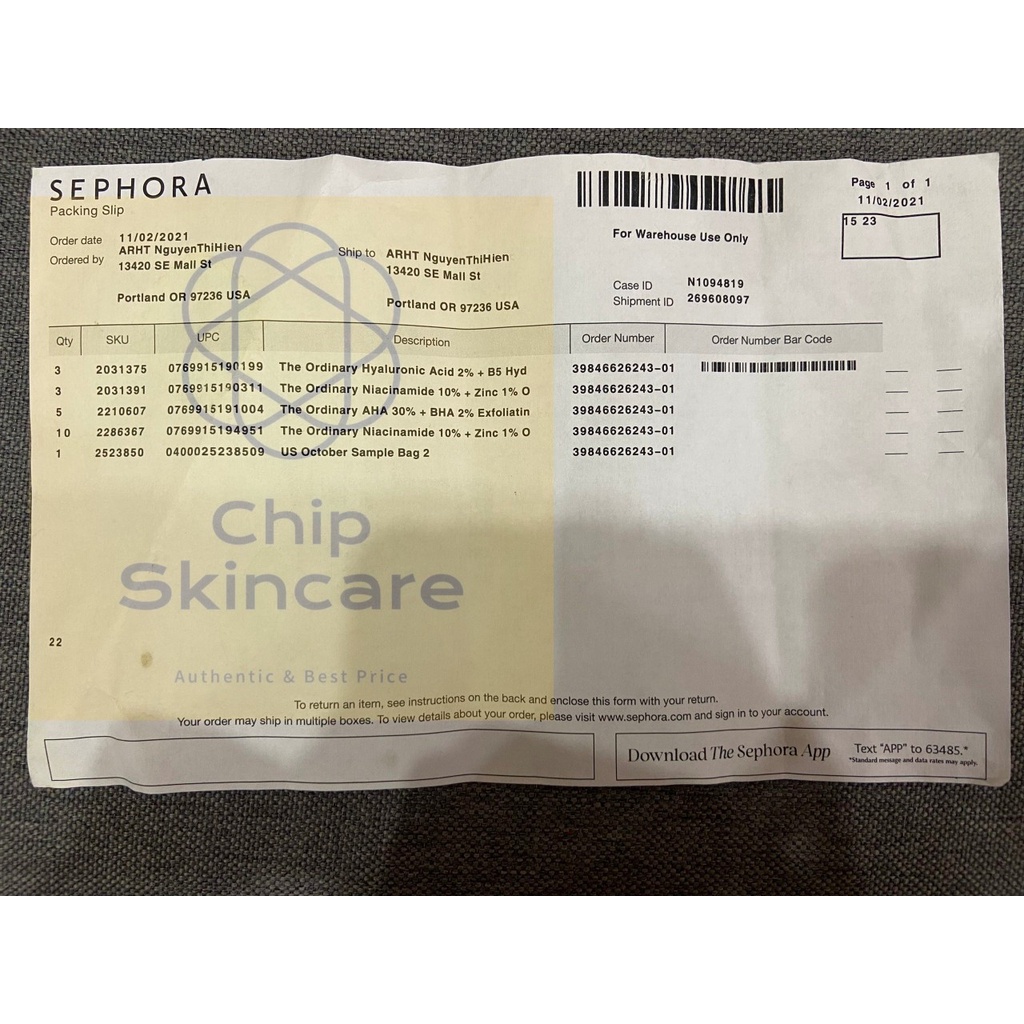 SEPHORA
Packing Slip
Page 1 of 1
11/02/2021
15 23
For Warehouse Use Only
Order date 11/02/2021
Ordered by ARHT NguyenThiHien
13420 SE Mall St
Portland OR 97236 USA
Ship to ARHT NguyenThiHien
13420 SE Mall St
Portland OR 97236 USA
Case ID N1094819
Shipment ID 269608097
Qty SKU UPC Description Order Number Order Number Bar Code
3 2031375 0769915190199 The Ordinary Hyaluronic Acid 2% + B5 Hyd 39846626243-01
3 2031391 0769915190311 The Ordinary Niacinamide 10% + Zinc 1% O 39846626243-01
5 2210607 0769915191004 The Ordinary AHA 30% + BHA 2% Exfoliatin 39846626243-01
10 2286367 0769915194951 The Ordinary Niacinamide 10% + Zinc 1% O 39846626243-01
1 2523850 0400025238509 US October Sample Bag 2 39846626243-01
Chip
Skincare
22
Authentic & Best Price
To return an item, see instructions on the back and enclose this form with your return.
Your order may ship in multiple boxes. To view details about your order, please visit www.sephora.com and sign in to your account.
Download The Sephora App
Text "APP" to 63485.*
*Standard message and data rates may apply.